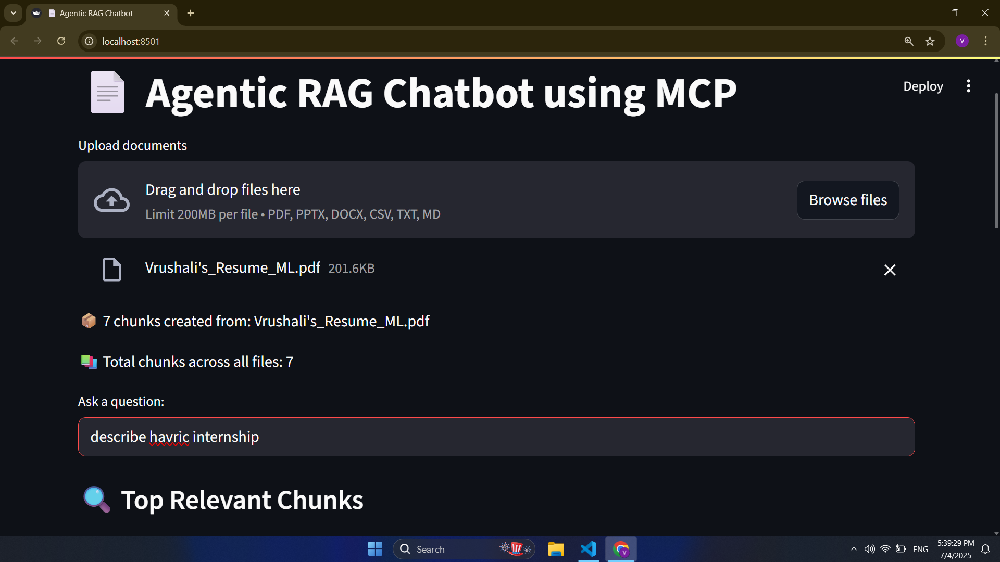 Agentic RAG Chatbot
localhost:8501
V
Agentic RAG Chatbot using MCP
Deploy
Upload documents
Drag and drop files here
Limit 200MB per file • PDF, PPTX, DOCX, CSV, TXT, MD
Browse files
Vrushali's_Resume_ML.pdf 201.6KB
7 chunks created from: Vrushali's_Resume_ML.pdf
Total chunks across all files: 7
Ask a question:
describe havric internship
Top Relevant Chunks
Search
V
ENG
5:39:29 PM
7/4/2025